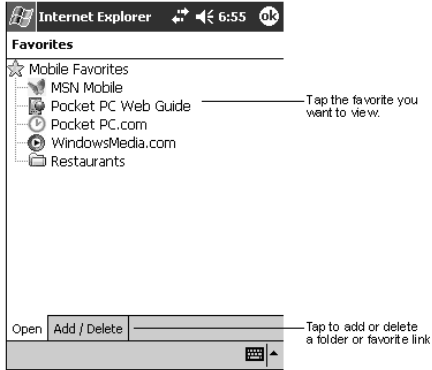 Internet Explorer 6:55 ok
Favorites
Mobile Favorites
MSN Mobile
Pocket PC Web Guide
Pocket PC.com
WindowsMedia.com
Restaurants
Tap the favorite you
want to view.
Open Add / Delete
Tap to add or delete
a folder or favorite link